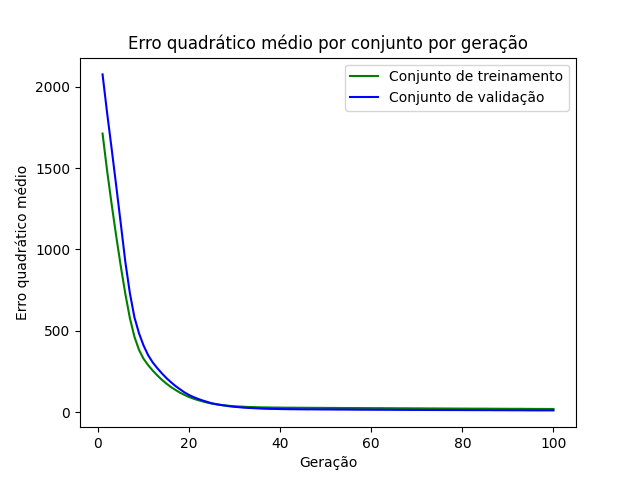 Erro quadrático médio por conjunto por geração
Conjunto de treinamento
Conjunto de validação
Erro quadrático médio
2000
1500
1000
500
0
0 20 40 60 80 100
Geração